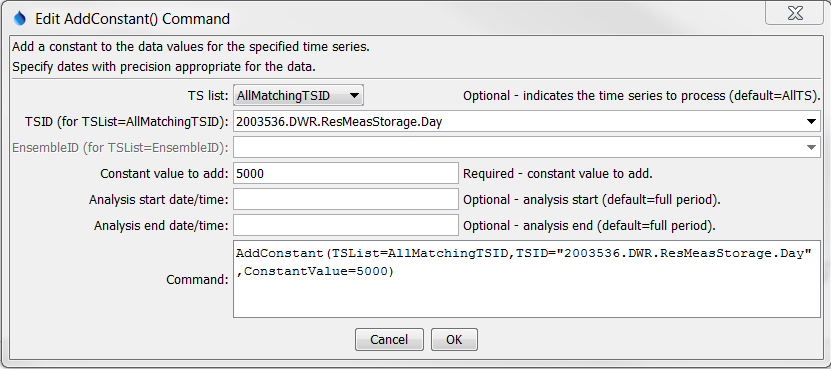 Edit AddConstant() Command
Add a constant to the data values for the specified time series.
Specify dates with precision appropriate for the data.
TS list: AllMatchingTSID Optional - indicates the time series to process (default=AllTS).
TSID (for TSList=AllMatchingTSID): 2003536.DWR.ResMeasStorage.Day
EnsembleID (for TSList=EnsembleID):
Constant value to add: 5000 Required - constant value to add.
Analysis start date/time: Optional - analysis start (default=full period).
Analysis end date/time: Optional - analysis end (default=full period).
Command: AddConstant(TSList=AllMatchingTSID,TSID="2003536.DWR.ResMeasStorage.Day"
,ConstantValue=5000)
Cancel OK